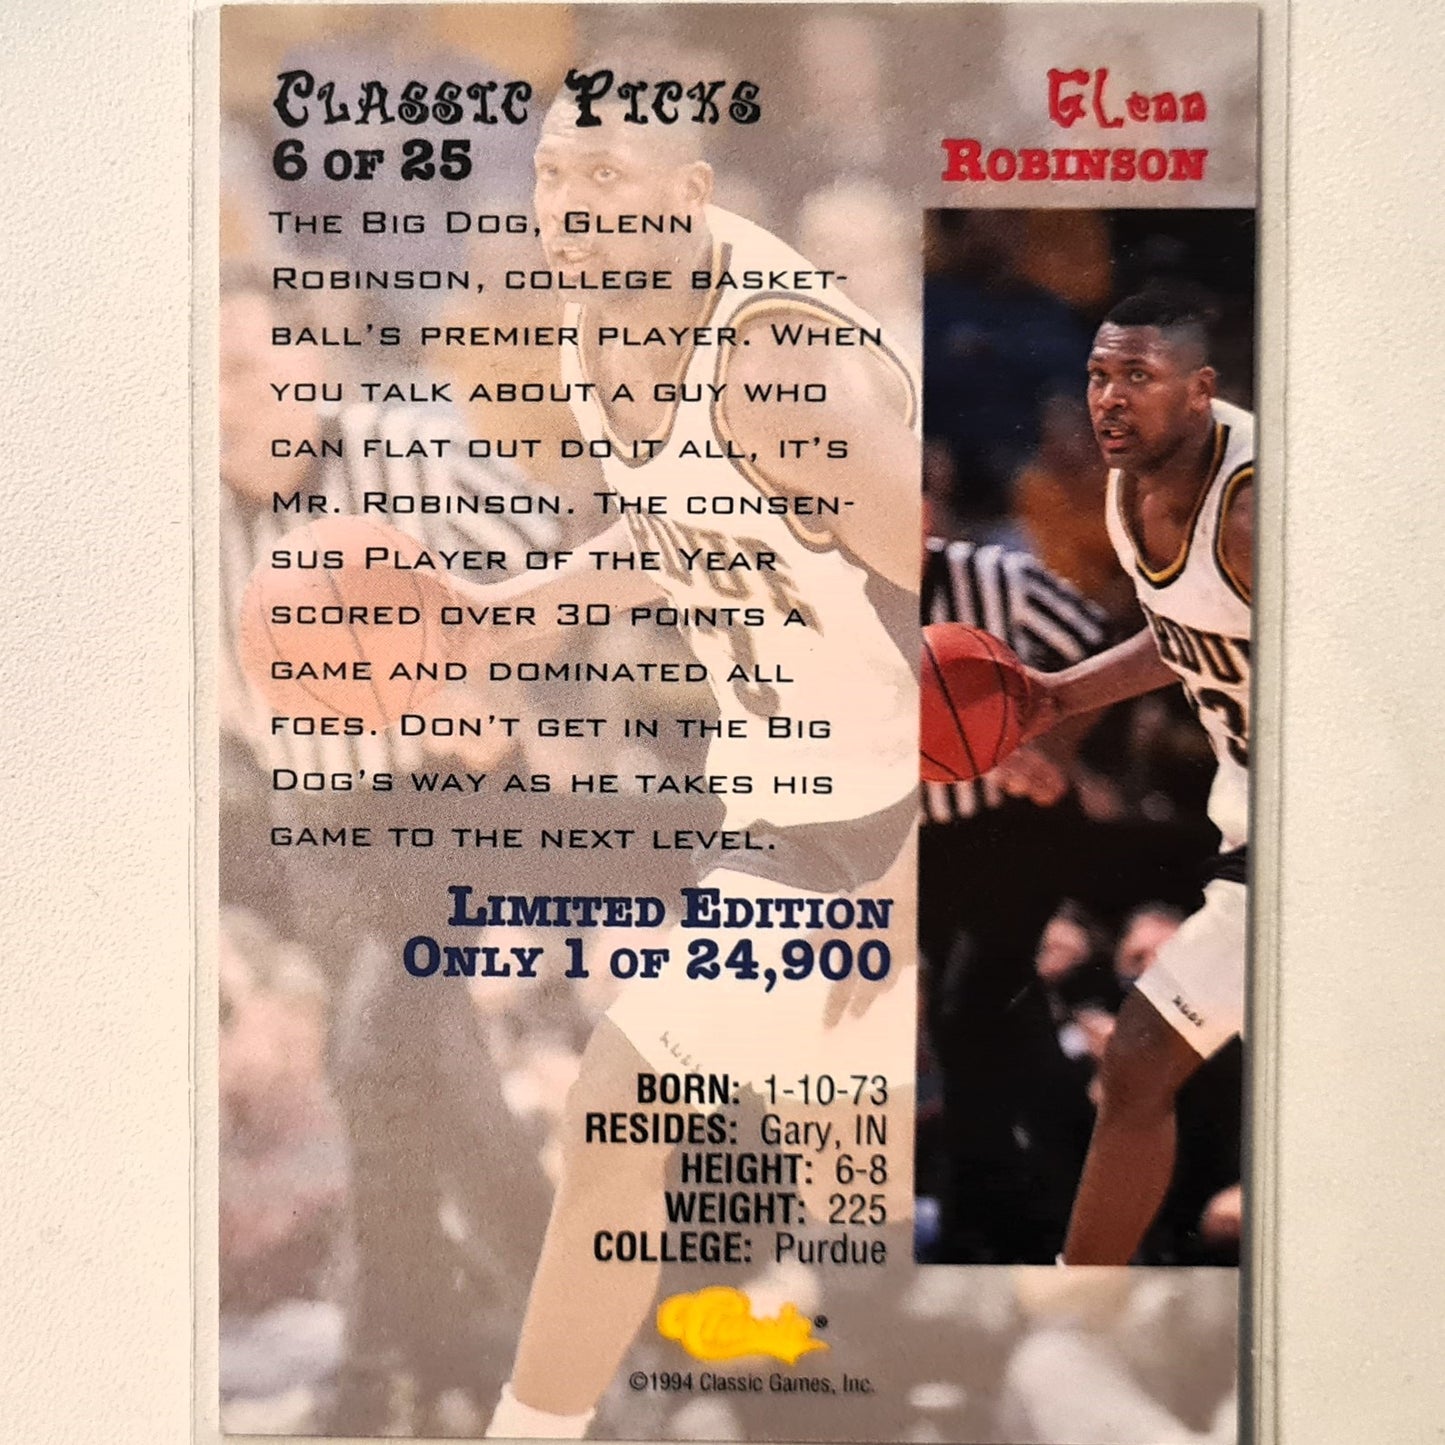 Classic Picks
6 of 25
Glenn
Robinson
The Big Dog, Glenn
Robinson, college basket-
ball's premier player. When
you talk about a guy who
can flat out do it all, it's
Mr. Robinson. The consen-
sus Player of the Year
scored over 30 points a
game and dominated all
foes. Don't get in the Big
Dog's way as he takes his
game to the next level.
Limited Edition
Only 1 of 24,900
BORN: 1-10-73
RESIDES: Gary, IN
HEIGHT: 6-8
WEIGHT: 225
COLLEGE: Purdue
Classic®
©1994 Classic Games, Inc.